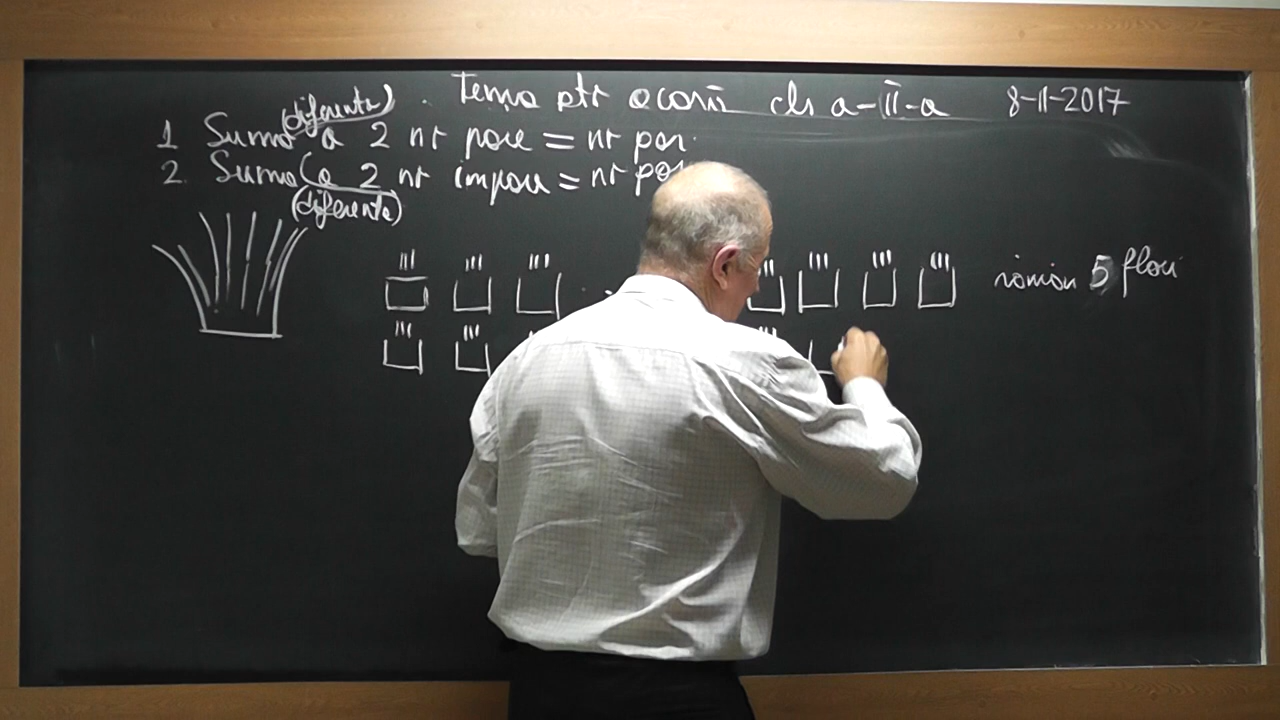 Tema ptr acasă cls a-II-a 8-11-2017
(diferența)
1 Suma a 2 nr pare = nr par.
2. Suma a 2 nr impare = nr
(diferența)
rămân 5 flori